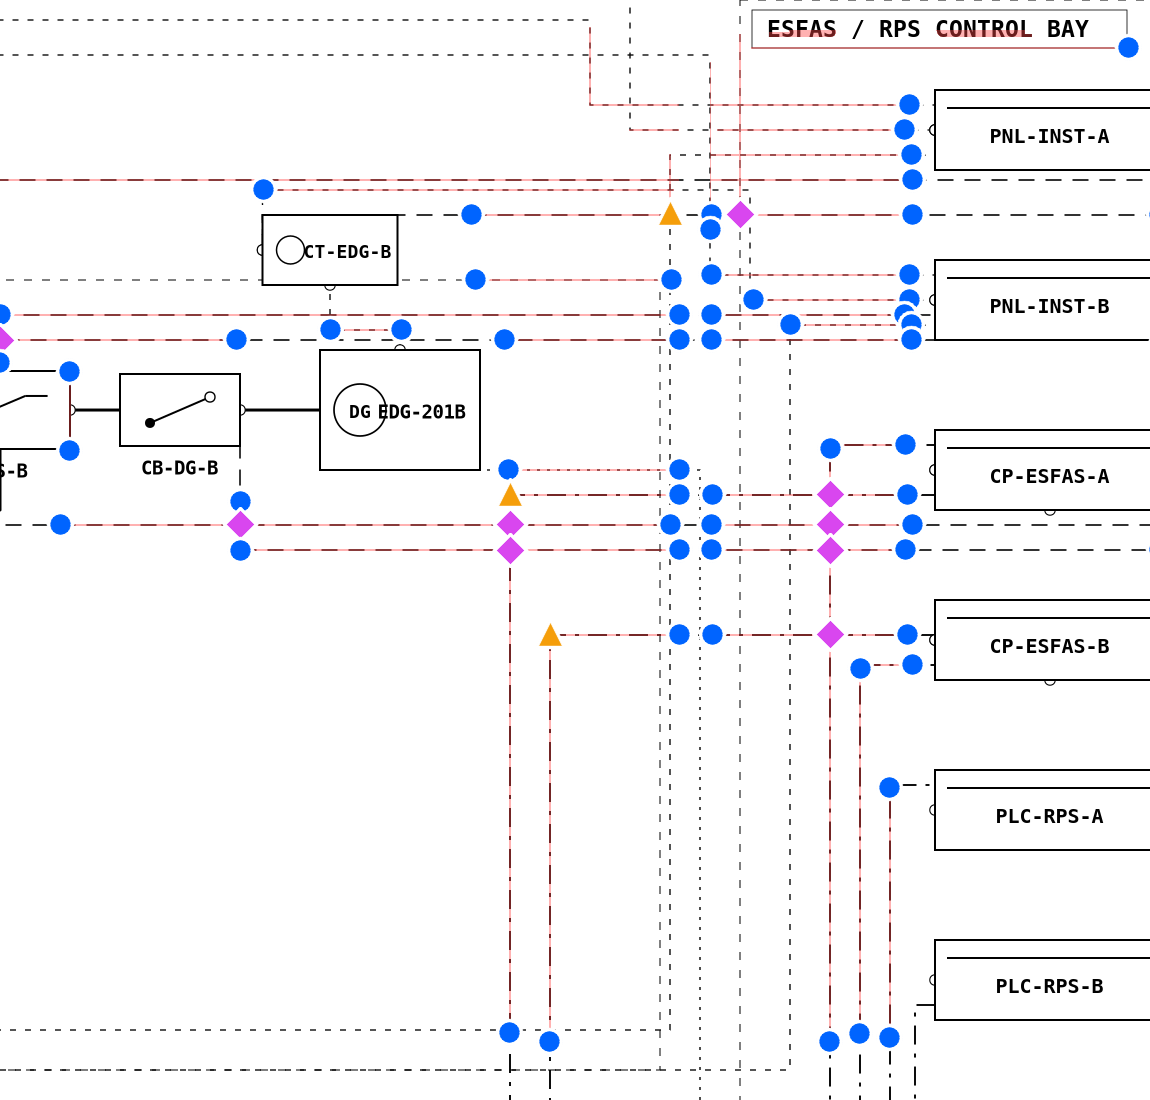 ESFAS / RPS CONTROL BAY
PNL-INST-A
CT-EDG-B
PNL-INST-B
DG EDG-201B
CB-DG-B
S-B
CP-ESFAS-A
CP-ESFAS-B
PLC-RPS-A
PLC-RPS-B